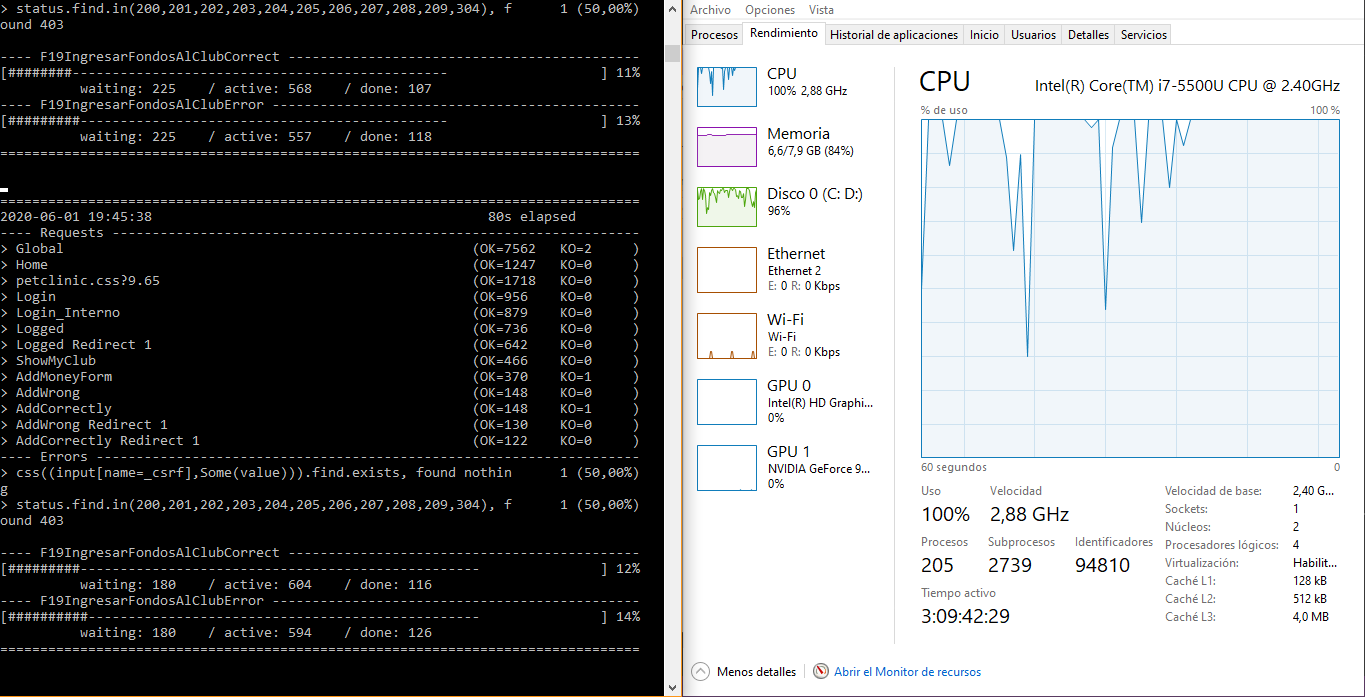 > status.find.in(200,201,202,203,204,205,206,207,208,209,304), f      1 (50,00%)
ound 403
---- F19IngresarFondosAlClubCorrect --------------------------------------------
[########--------------------------------------------                      ] 11%
          waiting: 225    / active: 568    / done: 107
---- F19IngresarFondosAlClubError ----------------------------------------------
[#########--------------------------------------------                     ] 13%
          waiting: 225    / active: 557    / done: 118
================================================================================
================================================================================
2020-06-01 19:45:38                                          80s elapsed
---- Requests ------------------------------------------------------------------
> Global                                                   (OK=7562   KO=2     )
> Home                                                     (OK=1247   KO=0     )
> petclinic.css?9.65                                       (OK=1718   KO=0     )
> Login                                                    (OK=956    KO=0     )
> Login_Interno                                            (OK=879    KO=0     )
> Logged                                                   (OK=736    KO=0     )
> Logged Redirect 1                                        (OK=642    KO=0     )
> ShowMyClub                                               (OK=466    KO=0     )
> AddMoneyForm                                             (OK=370    KO=1     )
> AddWrong                                                 (OK=148    KO=0     )
> AddCorrectly                                             (OK=148    KO=1     )
> AddWrong Redirect 1                                      (OK=130    KO=0     )
> AddCorrectly Redirect 1                                  (OK=122    KO=0     )
---- Errors --------------------------------------------------------------------
> css((input[name=_csrf],Some(value))).find.exists, found nothin      1 (50,00%)
g
> status.find.in(200,201,202,203,204,205,206,207,208,209,304), f      1 (50,00%)
ound 403
---- F19IngresarFondosAlClubCorrect --------------------------------------------
[#########--------------------------------------------------               ] 12%
          waiting: 180    / active: 604    / done: 116
---- F19IngresarFondosAlClubError ----------------------------------------------
[##########-------------------------------------------------               ] 14%
          waiting: 180    / active: 594    / done: 126
================================================================================
Archivo Opciones Vista
Procesos Rendimiento Historial de aplicaciones Inicio Usuarios Detalles Servicios
CPU
100% 2,88 GHz
Memoria
6,6/7,9 GB (84%)
Disco 0 (C: D:)
96%
Ethernet
Ethernet 2
E: 0 R: 0 Kbps
Wi-Fi
Wi-Fi
E: 0 R: 0 Kbps
GPU 0
Intel(R) HD Graphi...
0%
GPU 1
NVIDIA GeForce 9...
0%
CPU Intel(R) Core(TM) i7-5500U CPU @ 2.40GHz
% de uso 100 %
60 segundos 0
Uso Velocidad
100% 2,88 GHz
Procesos Subprocesos Identificadores
205 2739 94810
Tiempo activo
3:09:42:29
Velocidad de base: 2,40 G...
Sockets: 1
Núcleos: 2
Procesadores lógicos: 4
Virtualización: Habilit...
Caché L1: 128 kB
Caché L2: 512 kB
Caché L3: 4,0 MB
Menos detalles Abrir el Monitor de recursos